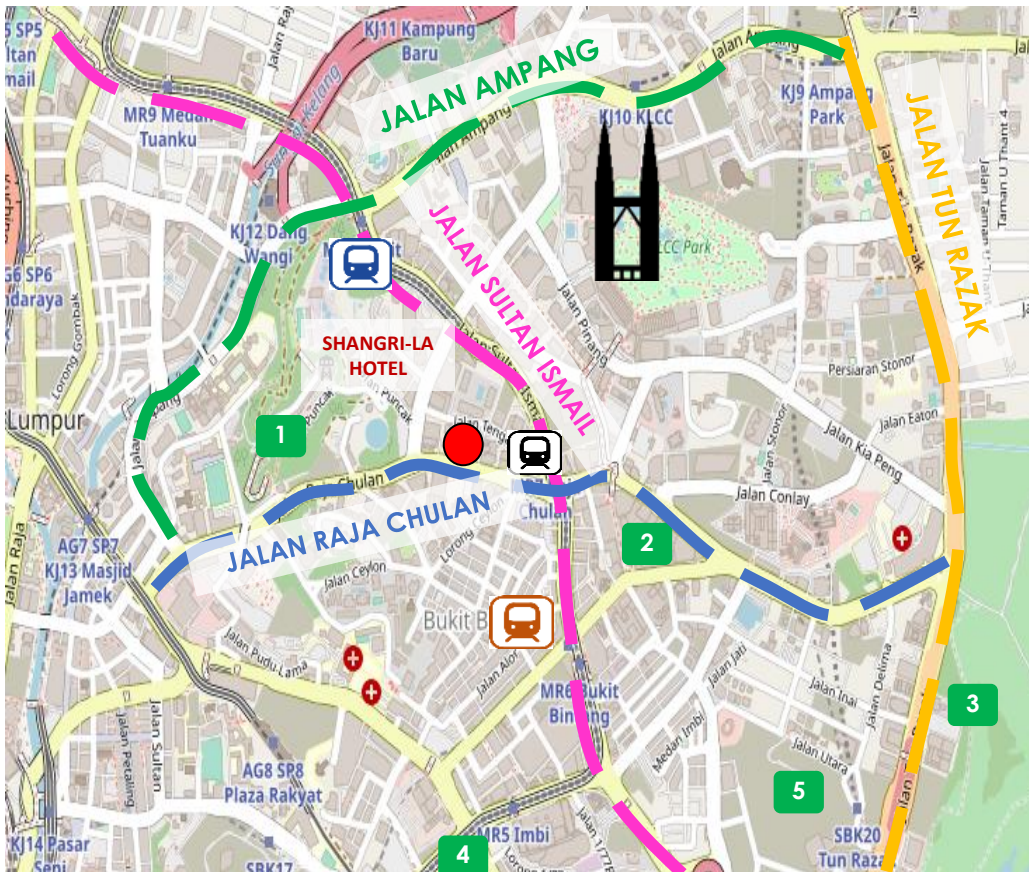 KJ11 Kampung
Baru
Jalan Ampang
JALAN AMPANG
MR9 Medan
Tuanku
KJ10 KLCC
KJ9 Ampang
Park
JALAN TUN RAZAK
Taman U Thant 4
Jalan Ampang
KJ12 Dang
Wangi
JALAN SULTAN ISMAIL
KLCC Park
Lorong Gombak
SHANGRI-LA
HOTEL
Jalan Pinang
Persiaran Stonor
Jalan Eaton
Lumpur
1
Jalan Stonor
Jalan Kia Peng
Jalan Conlay
JALAN RAJA CHULAN
Chulan
Lorong Ceylon
Jalan Ceylon
2
Jalan Raja
AG7 SP7
KJ13 Masjid
Jamek
Jalan Pudu Lama
Jalan Alor
Jalan Jati
Jalan Inai
Jalan Delima
MR6 Bukit
Bintang
3
Jalan Petaling
Jalan Sultan
Medan Imbi
Jalan Utara
AG8 SP8
Plaza Rakyat
5
KJ14 Pasar
Seni
SBK17
4
MR5 Imbi
SBK20
Tun Razak